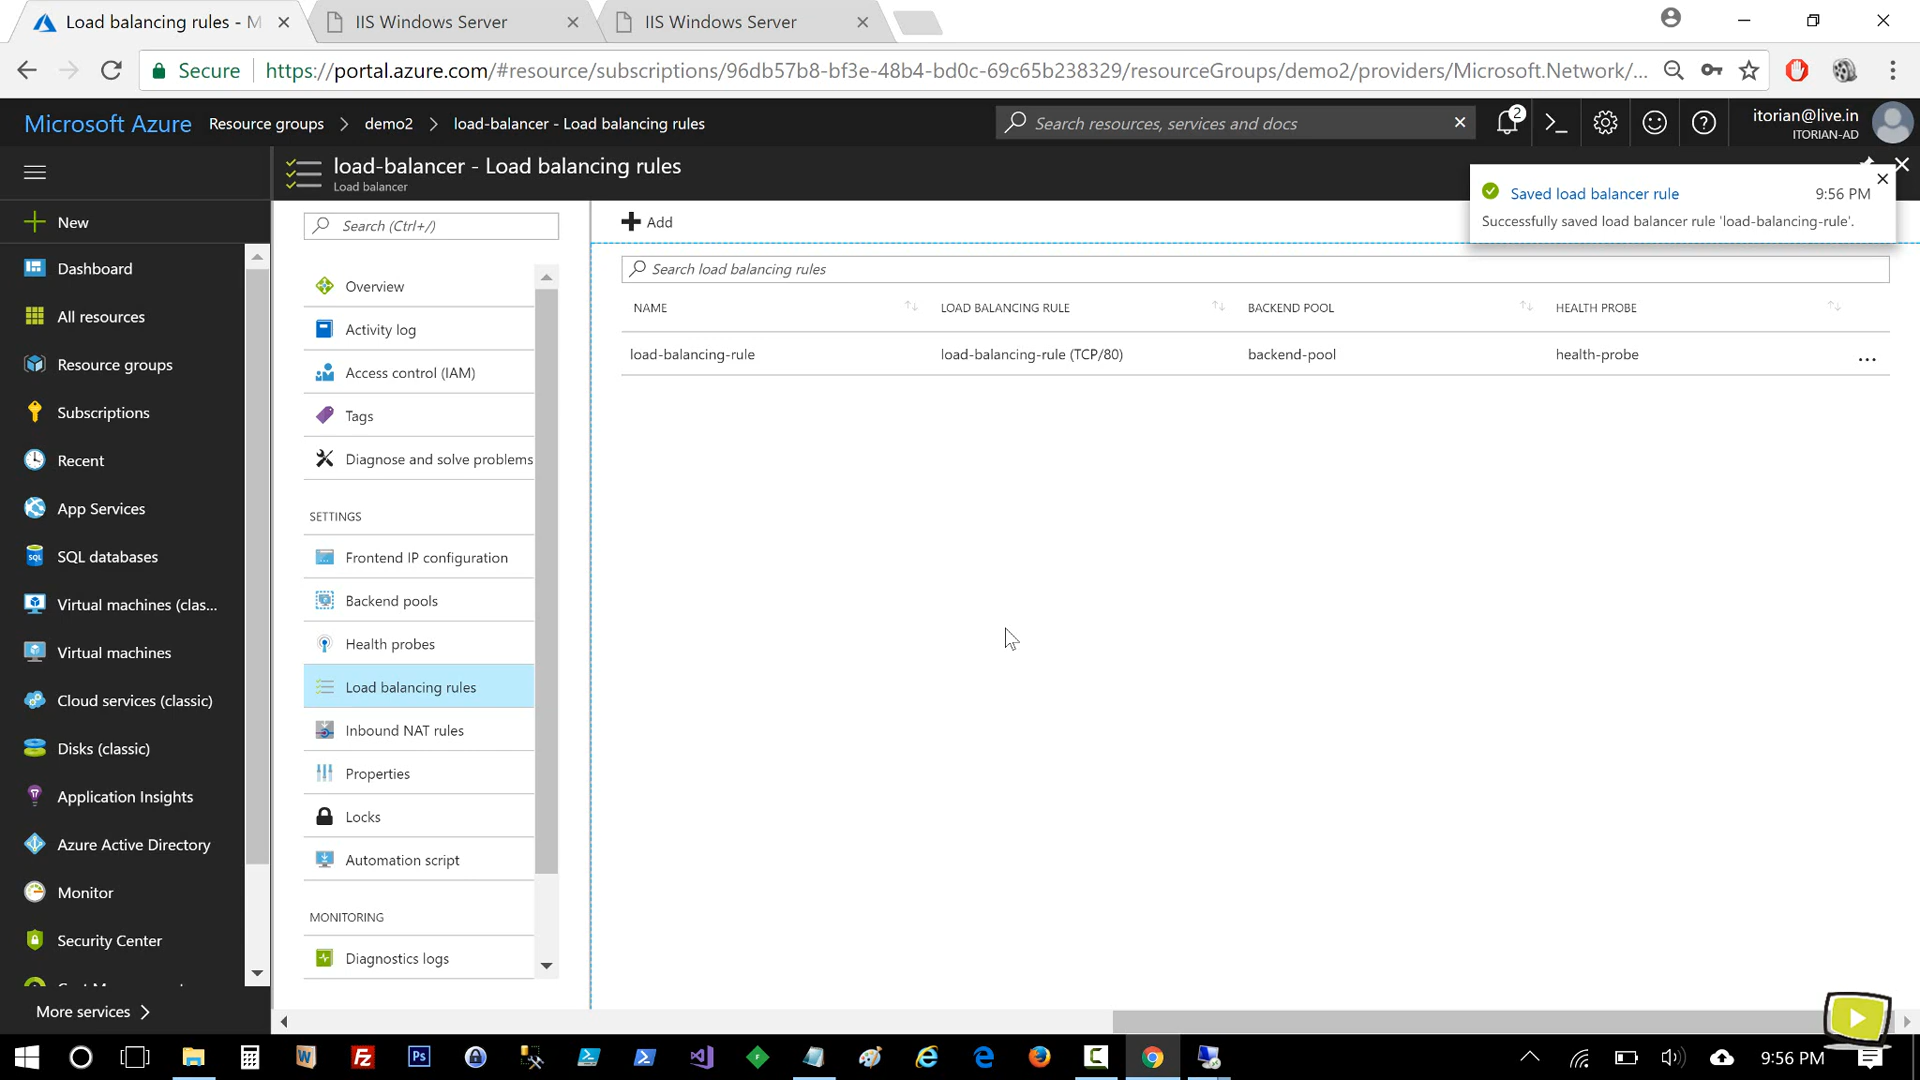 Load balancing rules - M
IIS Windows Server
IIS Windows Server
Secure
https://portal.azure.com/#resource/subscriptions/96db57b8-bf3e-48b4-bd0c-69c65b238329/resourceGroups/demo2/providers/Microsoft.Network/...
Microsoft Azure
Resource groups
demo2
load-balancer - Load balancing rules
Search resources, services and docs
2
itorian@live.in
ITORIAN-AD
load-balancer - Load balancing rules
Load balancer
Saved load balancer rule
9:56 PM
Successfully saved load balancer rule 'load-balancing-rule'.
New
Dashboard
All resources
Resource groups
Subscriptions
Recent
App Services
SQL databases
Virtual machines (clas...
Virtual machines
Cloud services (classic)
Disks (classic)
Application Insights
Azure Active Directory
Monitor
Security Center
More services
Search (Ctrl+/)
Overview
Activity log
Access control (IAM)
Tags
Diagnose and solve problems
SETTINGS
Frontend IP configuration
Backend pools
Health probes
Load balancing rules
Inbound NAT rules
Properties
Locks
Automation script
MONITORING
Diagnostics logs
Add
Search load balancing rules
NAME
LOAD BALANCING RULE
BACKEND POOL
HEALTH PROBE
load-balancing-rule
load-balancing-rule (TCP/80)
backend-pool
health-probe
...
9:56 PM